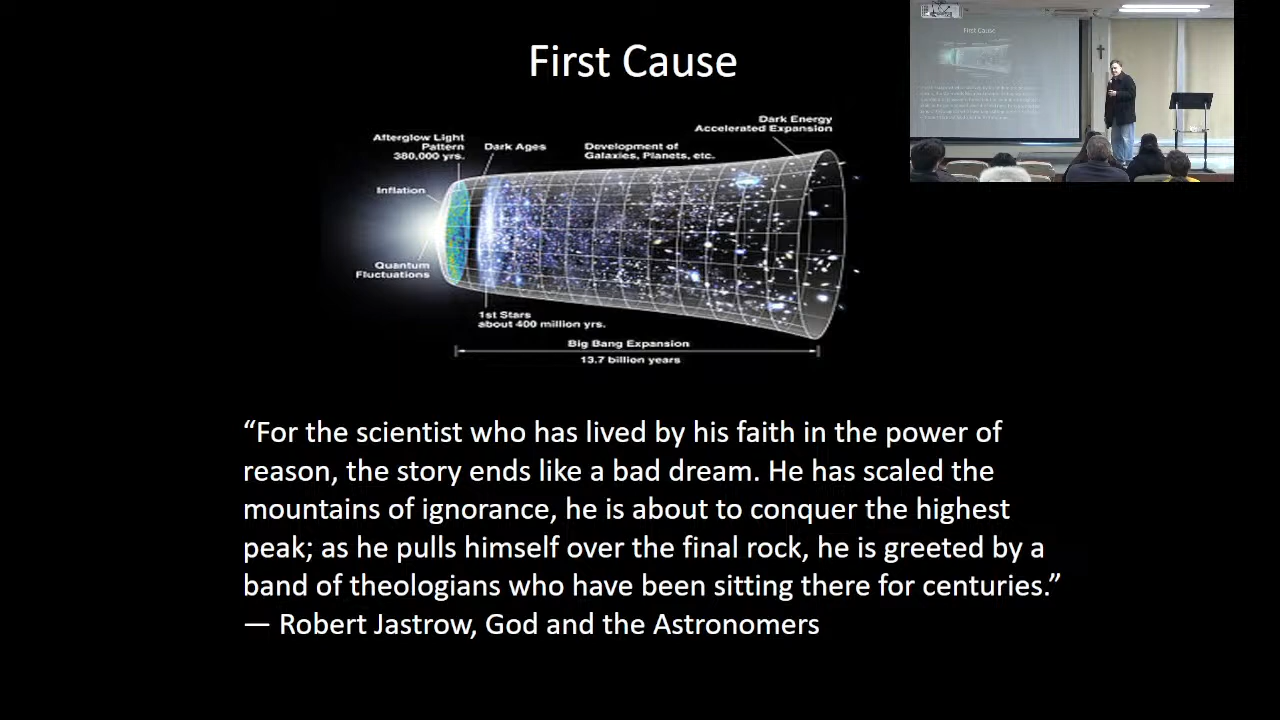 First Cause
First Cause
Dark Energy
Accelerated Expansion
Afterglow Light
Pattern
380,000 yrs.
Dark Ages
Development of
Galaxies, Planets, etc.
Inflation
Quantum
Fluctuations
1st Stars
about 400 million yrs.
Big Bang Expansion
13.7 billion years
“For the scientist who has lived by his faith in the power of
reason, the story ends like a bad dream. He has scaled the
mountains of ignorance, he is about to conquer the highest
peak; as he pulls himself over the final rock, he is greeted by a
band of theologians who have been sitting there for centuries.”
— Robert Jastrow, God and the Astronomers